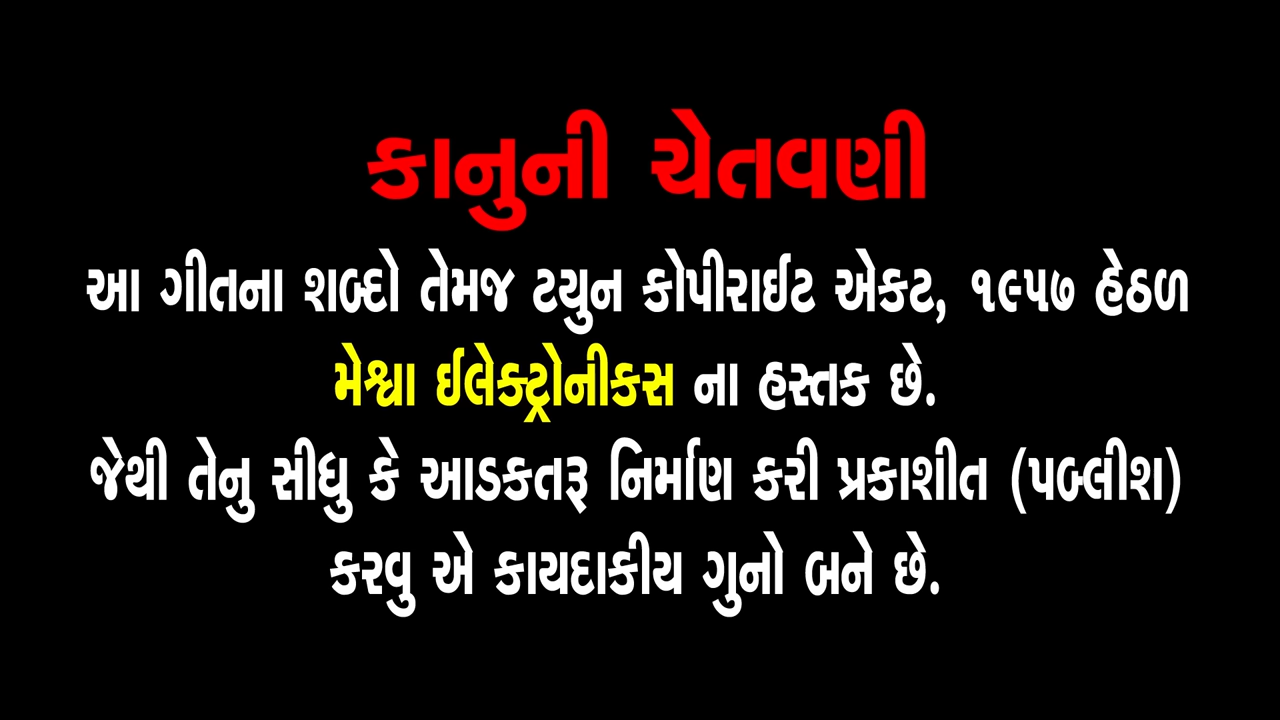 કાનુની ચેતવણી
આ ગીતના શબ્દો તેમજ ટયુન કોપીરાઈટ એકટ, ૧૯૫૭ હેઠળ
મેશ્વા ઈલેક્ટ્રોનીકસ ના હસ્તક છે.
જેથી તેનુ સીધુ કે આડકતરૂ નિર્માણ કરી પ્રકાશીત (પબ્લીશ)
કરવુ એ કાયદાકીય ગુનો બને છે.